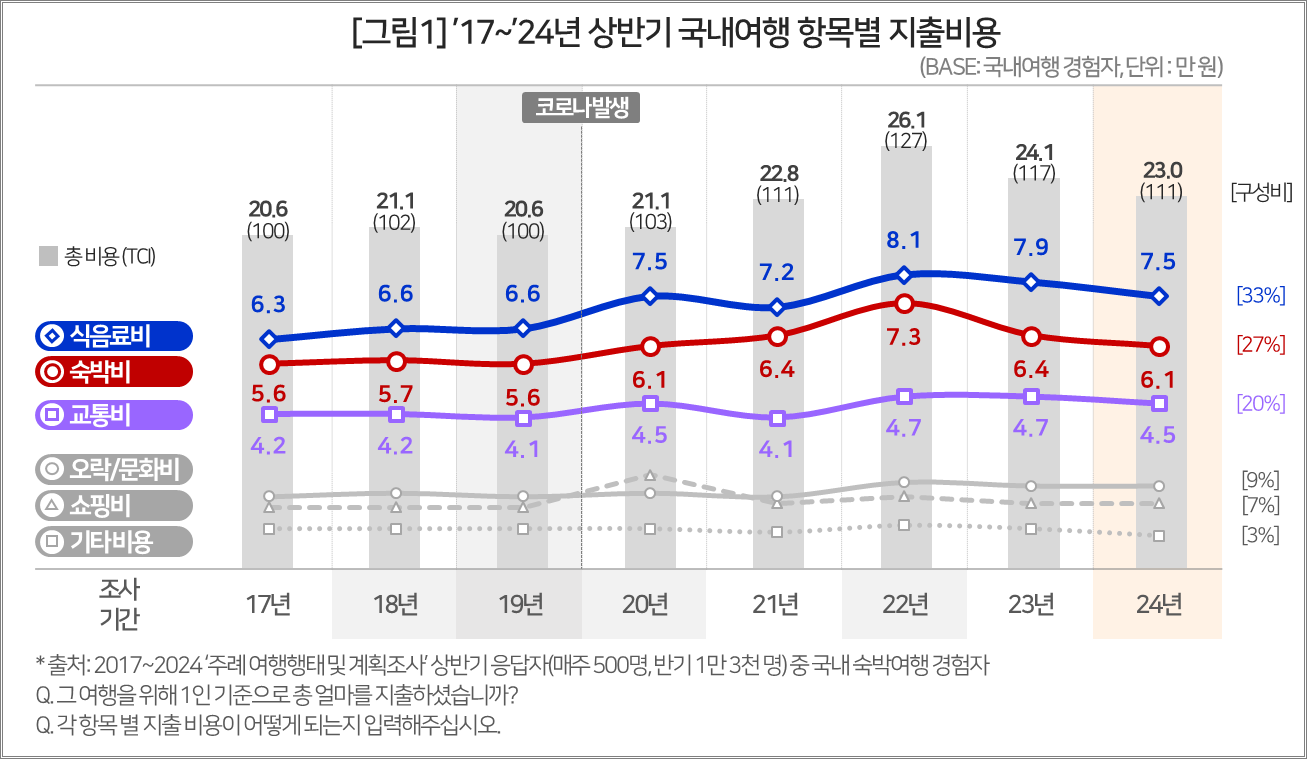 [그림1] ’17~’24년 상반기 국내여행 항목별 지출비용
(BASE: 국내여행 경험자, 단위 : 만 원)
코로나발생
20.6 21.1 20.6 21.1 22.8 26.1 24.1 23.0
(100) (102) (100) (103) (111) (127) (117) (111)
[구성비]
총 비용 (TCI)
6.3 6.6 6.6 7.5 7.2 8.1 7.9 7.5 [33%]
식음료비
숙박비
5.6 5.7 5.6 6.1 6.4 7.3 6.4 6.1 [27%]
교통비
4.2 4.2 4.1 4.5 4.1 4.7 4.7 4.5 [20%]
오락/문화비 [9%]
쇼핑비 [7%]
기타비용 [3%]
조사
기간
17년 18년 19년 20년 21년 22년 23년 24년
* 출처 : 2017~2024 ‘주례 여행행태 및 계획조사’ 상반기 응답자(매주 500명, 반기 1만 3천 명) 중 국내 숙박여행 경험자
Q. 그 여행을 위해 1인 기준으로 총 얼마를 지출하셨습니까?
Q. 각 항목 별 지출 비용이 어떻게 되는지 입력해주십시오.